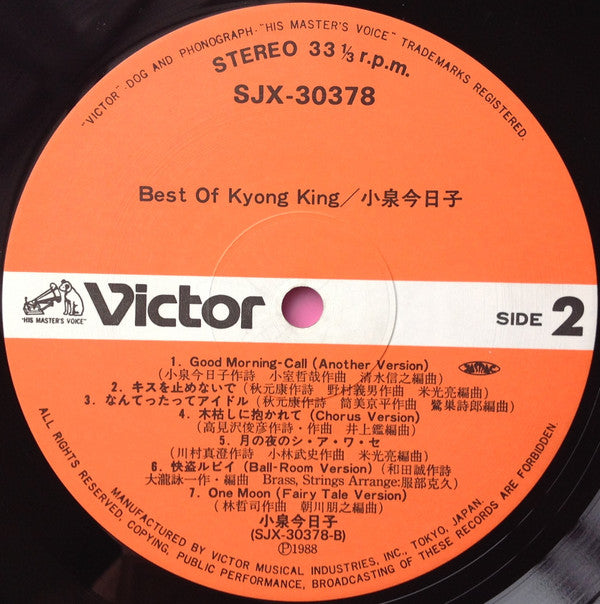 "VICTOR"-DOG AND PHONOGRAPH-"HIS MASTER'S VOICE" TRADEMARKS REGISTERED.
STEREO 33 ⅓ r.p.m.
SJX-30378
Best Of Kyong King／小泉今日子
"HIS MASTER'S VOICE"
Victor
SIDE 2
1. Good Morning-Call (Another Version)
(小泉今日子作詩 小室哲哉作曲 清水信之編曲)
2. キスを止めないで (秋元康作詩 野村義男作曲 米光亮編曲)
3. なんてったってアイドル (秋元康作詩 筒美京平作曲 鷺巣詩郎編曲)
4. 木枯しに抱かれて (Chorus Version)
(高見沢俊彦作詩・作曲 井上鑑編曲)
5. 月の夜のシ・ア・ワ・セ
(川村真澄作詩 小林武史作曲 米光亮編曲)
6. 快盗ルビイ (Ball-Room Version) (和田誠作詩
大瀧詠一作・編曲 Brass, Strings Arrange:服部克久)
7. One Moon (Fairy Tale Version)
(林哲司作曲 朝川朋之編曲)
小泉今日子
(SJX-30378-B)
Ⓟ1988
ALL RIGHTS RESERVED, COPYING, PUBLIC PERFORMANCE, BROADCASTING OF THESE RECORDS ARE FORBIDDEN.
MANUFACTURED BY VICTOR MUSICAL INDUSTRIES, INC., TOKYO, JAPAN.